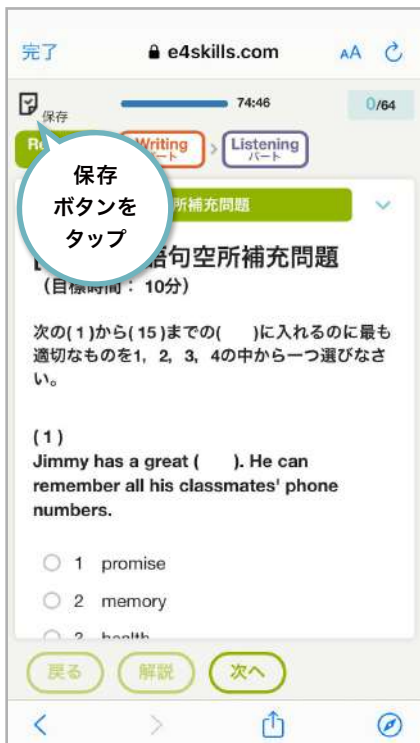 完了 e4skills.com AA
保存 74:46 0/64
Writing パート > Listening パート
保存
ボタンを
タップ
所補充問題
語句空所補充問題
(目標時間： 10分)
次の(1)から(15)までの( )に入れるのに最も
適切なものを1，2，3，4の中から一つ選びなさ
い。
(1)
Jimmy has a great ( ). He can
remember all his classmates' phone
numbers.
1 promise
2 memory
戻る 解説 次へ